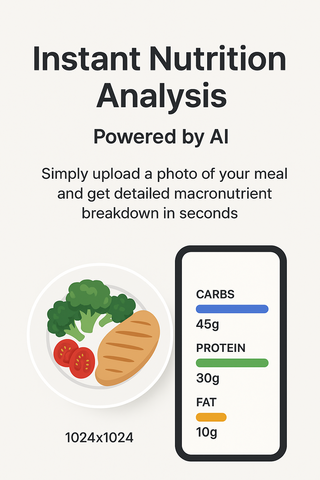 Instant Nutrition
Analysis
Powered by AI
Simply upload a photo of your meal
and get detailed macronutrient
breakdown in seconds
CARBS
45g
PROTEIN
30g
FAT
10g
1024x1024